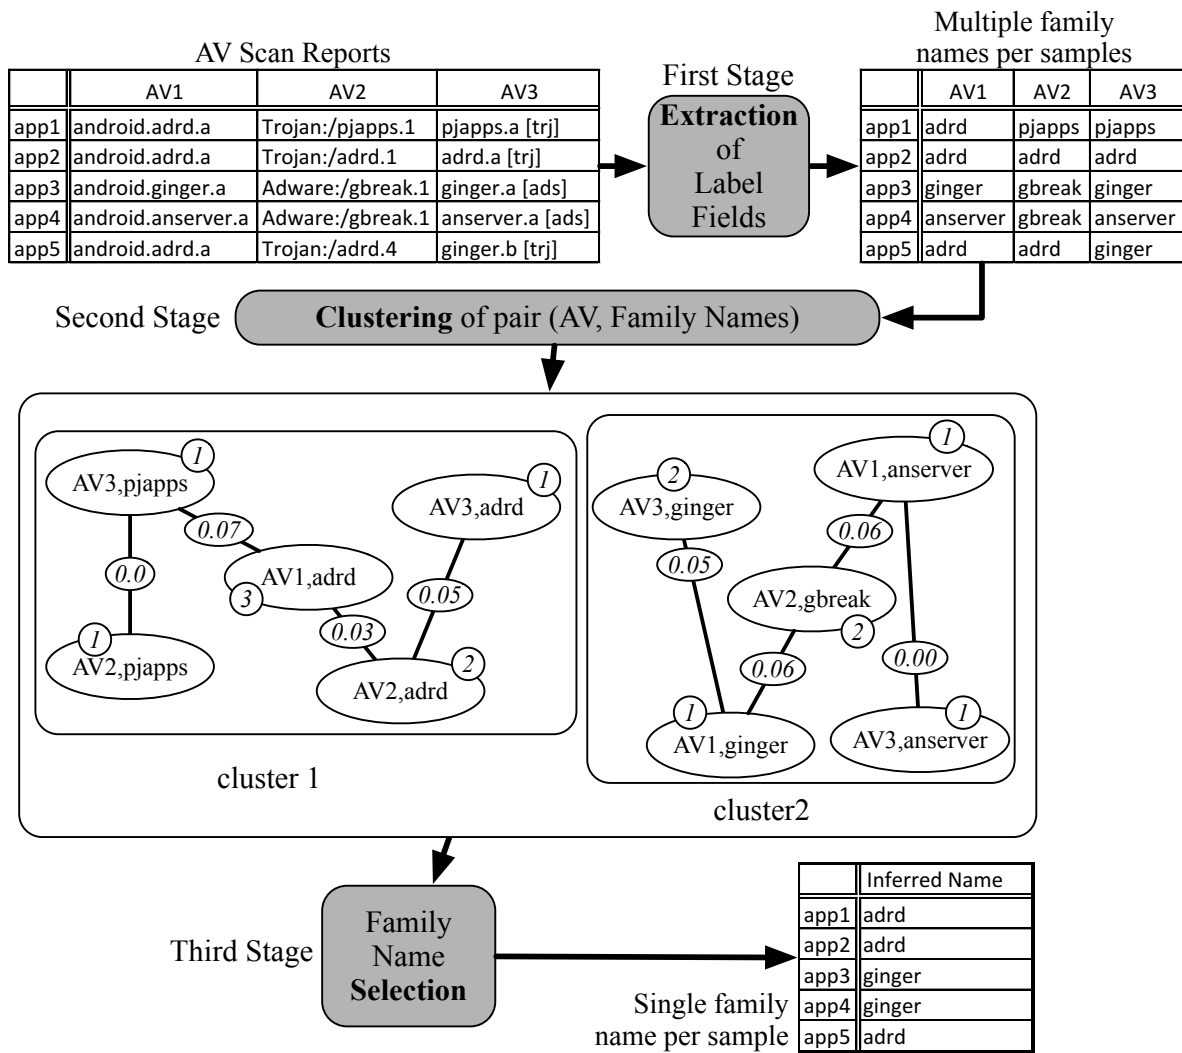 AV Scan Reports
AV1 AV2 AV3
app1 android.adrd.a Trojan:/pjapps.1 pjapps.a [trj]
app2 android.adrd.a Trojan:/adrd.1 adrd.a [trj]
app3 android.ginger.a Adware:/gbreak.1 ginger.a [ads]
app4 android.anserver.a Adware:/gbreak.1 anserver.a [ads]
app5 android.adrd.a Trojan:/adrd.4 ginger.b [trj]
First Stage
Extraction
of
Label
Fields
Multiple family
names per samples
AV1 AV2 AV3
app1 adrd pjapps pjapps
app2 adrd adrd adrd
app3 ginger gbreak ginger
app4 anserver gbreak anserver
app5 adrd adrd ginger
Second Stage
Clustering of pair (AV, Family Names)
1
AV3,pjapps
0.07
0.0
AV1,adrd
3
1
AV2,pjapps
0.03
1
AV3,adrd
0.05
2
AV2,adrd
cluster 1
2
AV3,ginger
0.05
1
AV1,anserver
0.06
AV2,gbreak
2
0.06
0.00
1
AV1,ginger
1
AV3,anserver
cluster2
Third Stage
Family
Name
Selection
Single family
name per sample
Inferred Name
app1 adrd
app2 adrd
app3 ginger
app4 ginger
app5 adrd